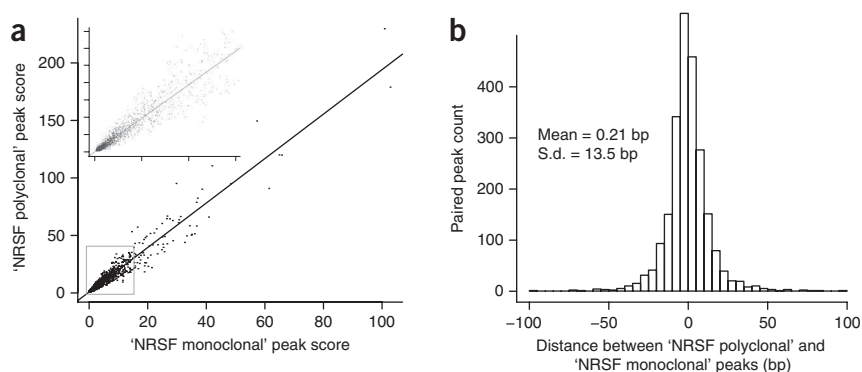 a
'NRSF polyclonal' peak score
200
150
100
50
0
0
20
40
60
80
100
'NRSF monoclonal' peak score
b
Paired peak count
400
300
200
100
0
Mean = 0.21 bp
S.d. = 13.5 bp
−100
−50
0
50
100
Distance between 'NRSF polyclonal' and
'NRSF monoclonal' peaks (bp)